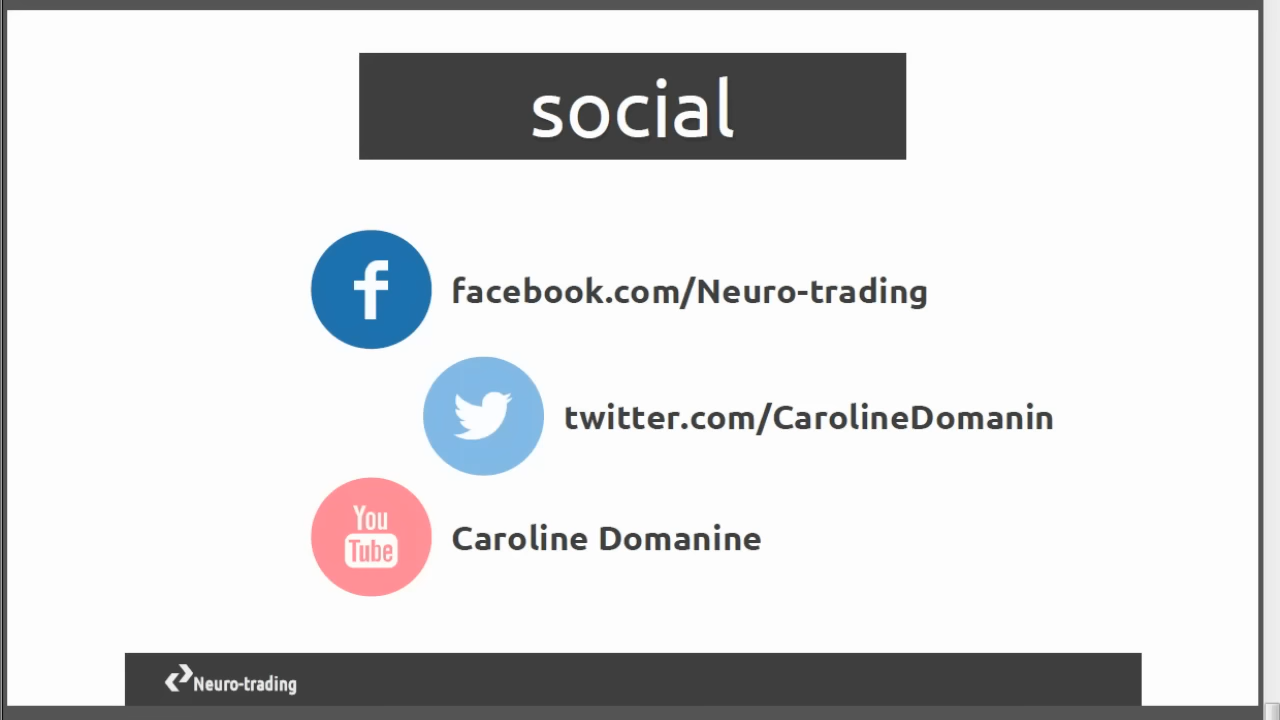 social
facebook.com/Neuro-trading
twitter.com/CarolineDomanin
You
Tube
Caroline Domanine
Neuro-trading